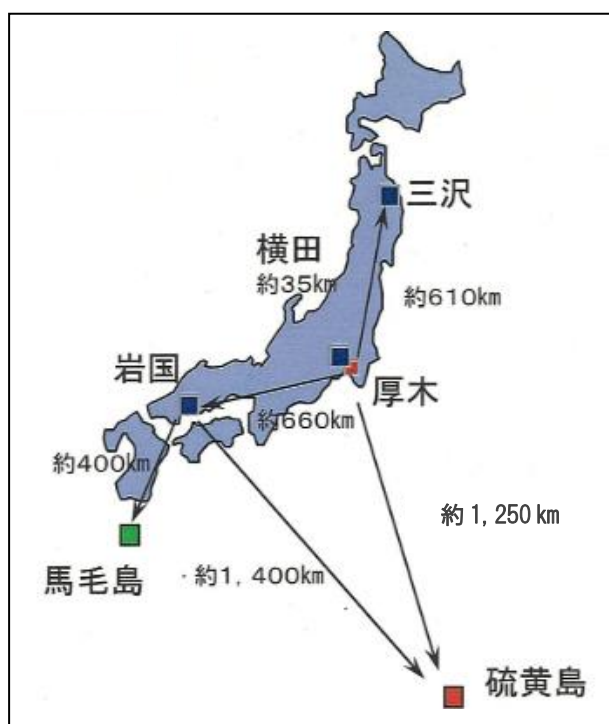 三沢
横田
約35km
約610km
岩国
厚木
約660km
約400km
約1,250km
馬毛島
・約1,400km
硫黄島